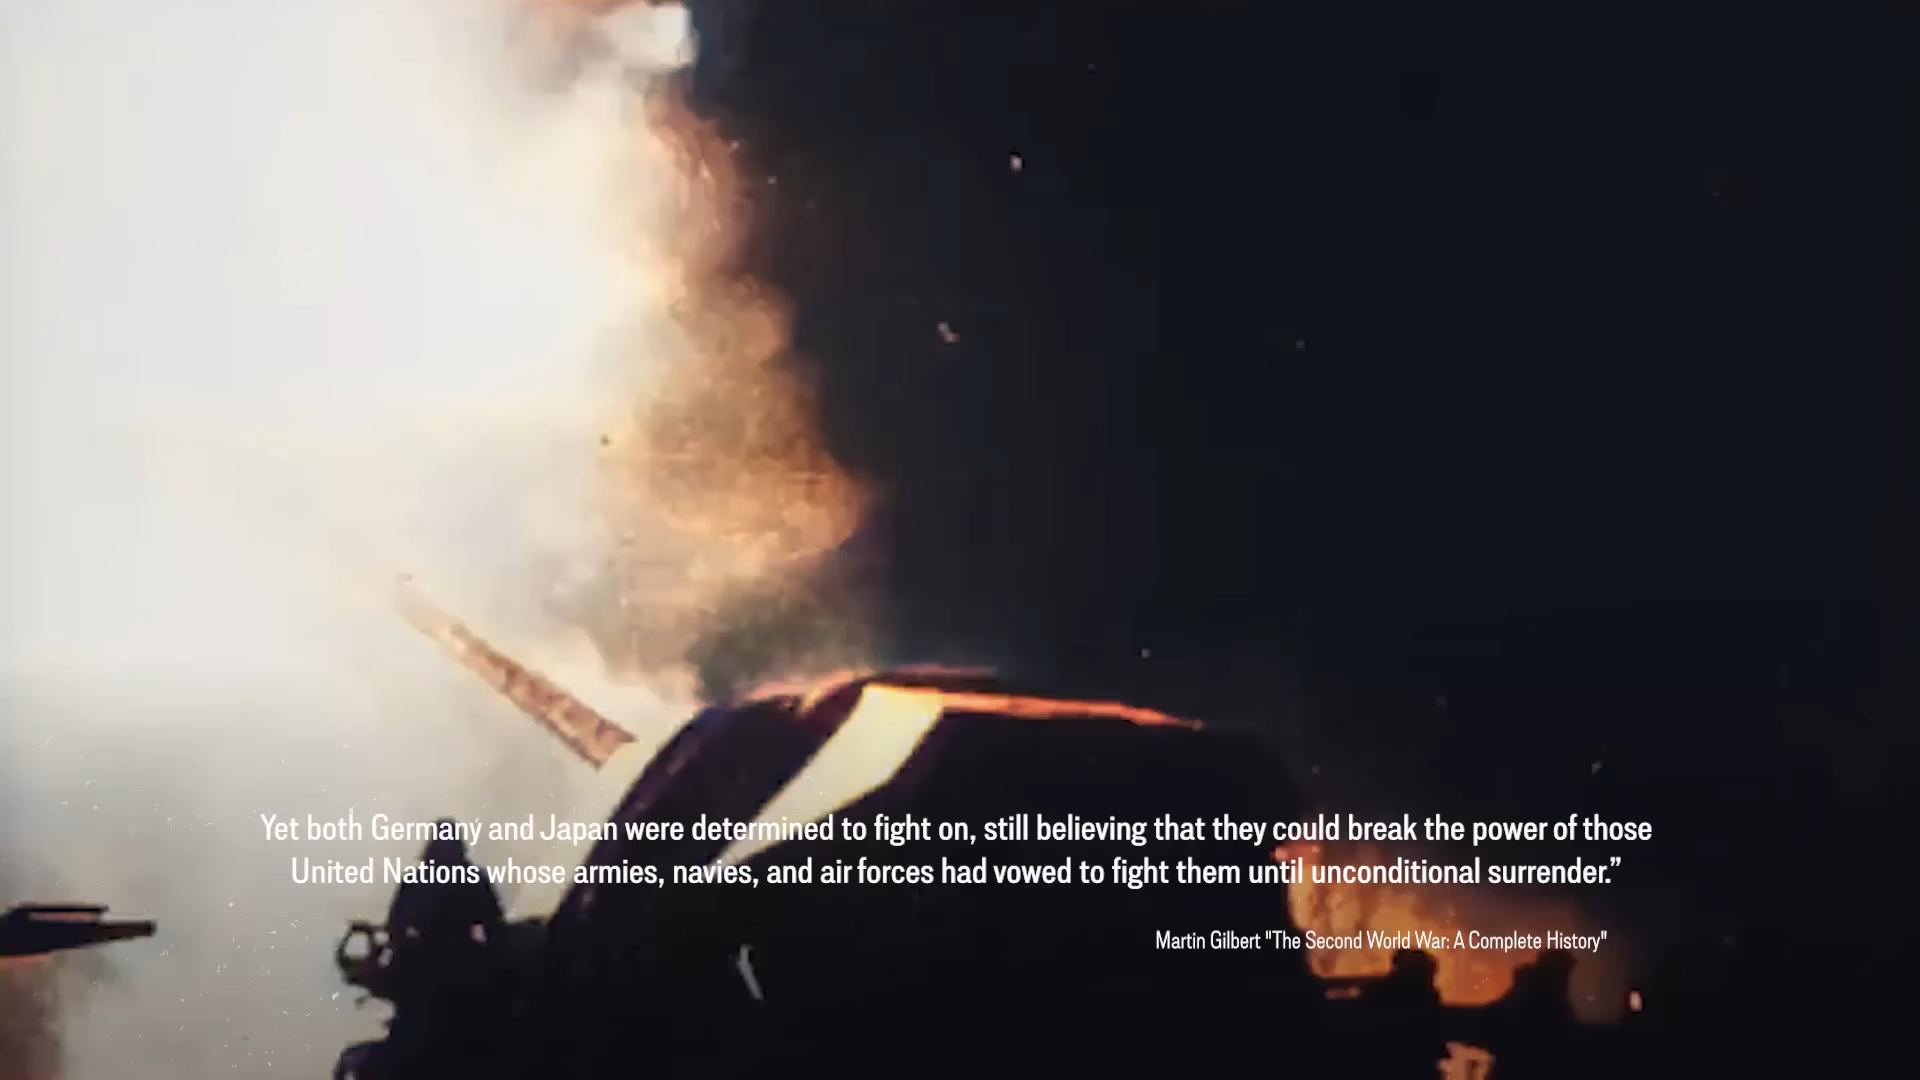 Yet both Germany and Japan were determined to fight on, still believing that they could break the power of those
United Nations whose armies, navies, and air forces had vowed to fight them until unconditional surrender.”
Martin Gilbert "The Second World War: A Complete History"